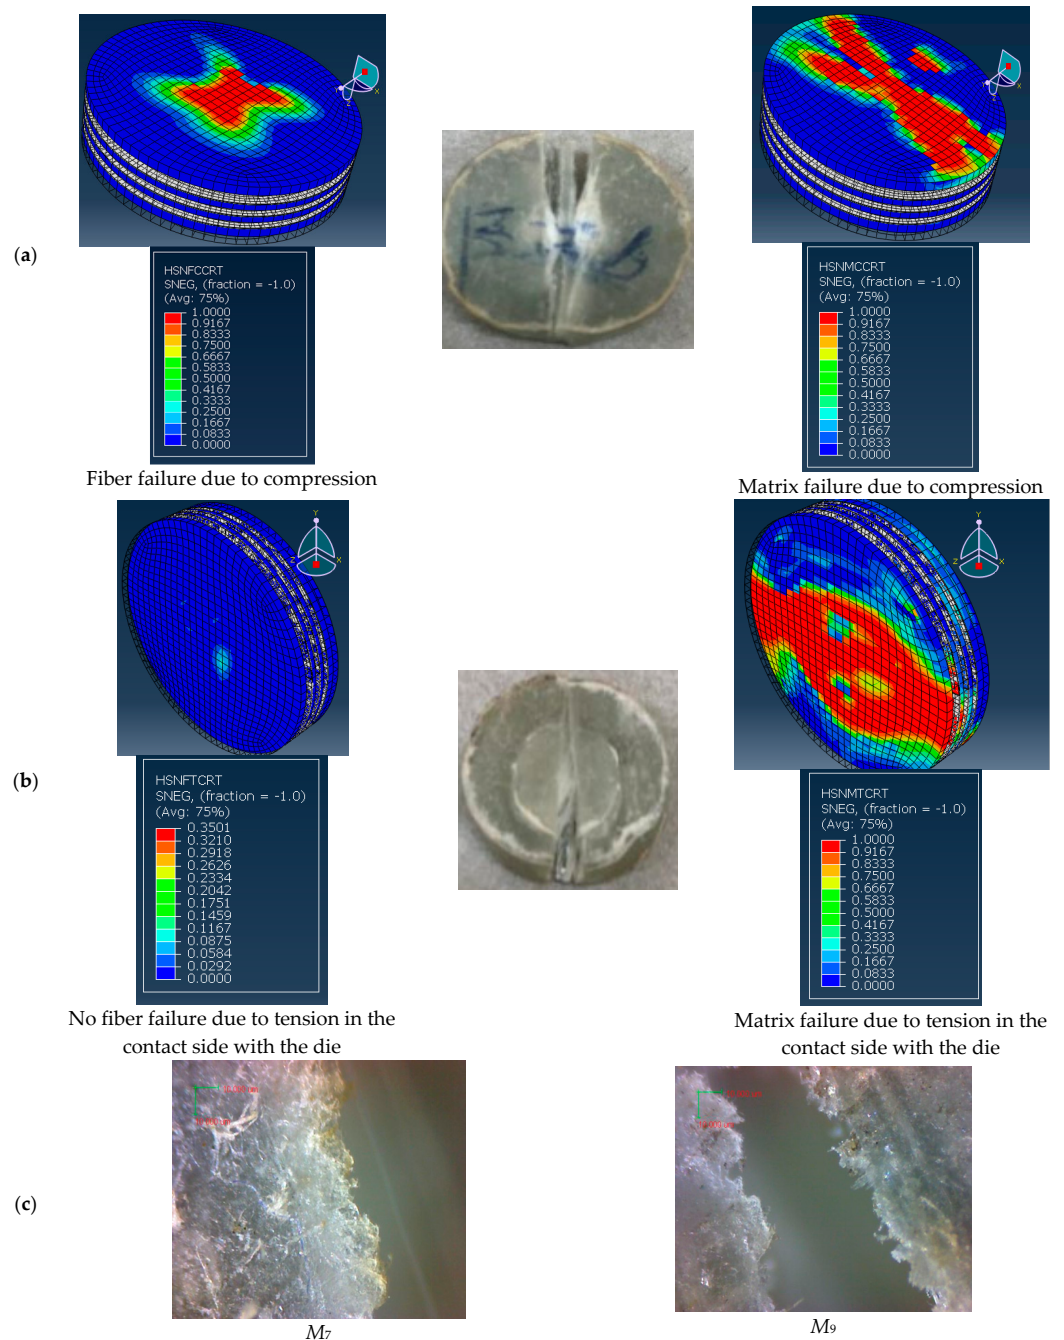 (a)
HSNFCCRT
SNEG, (fraction = -1.0)
(Avg: 75%)
1.0000
0.9167
0.8333
0.7500
0.6667
0.5833
0.5000
0.4167
0.3333
0.2500
0.1667
0.0833
0.0000
Fiber failure due to compression
HSNMCCRT
SNEG, (fraction = -1.0)
(Avg: 75%)
1.0000
0.9167
0.8333
0.7500
0.6667
0.5833
0.5000
0.4167
0.3333
0.2500
0.1667
0.0833
0.0000
Matrix failure due to compression
Y
Z
X
(b)
HSNFTCRT
SNEG, (fraction = -1.0)
(Avg: 75%)
0.3501
0.3210
0.2918
0.2626
0.2334
0.2042
0.1751
0.1459
0.1167
0.0875
0.0584
0.0292
0.0000
No fiber failure due to tension in the
contact side with the die
Y
Z
X
HSNMTCRT
SNEG, (fraction = -1.0)
(Avg: 75%)
1.0000
0.9167
0.8333
0.7500
0.6667
0.5833
0.5000
0.4167
0.3333
0.2500
0.1667
0.0833
0.0000
Matrix failure due to tension in the
contact side with the die
(c)
M7
M9